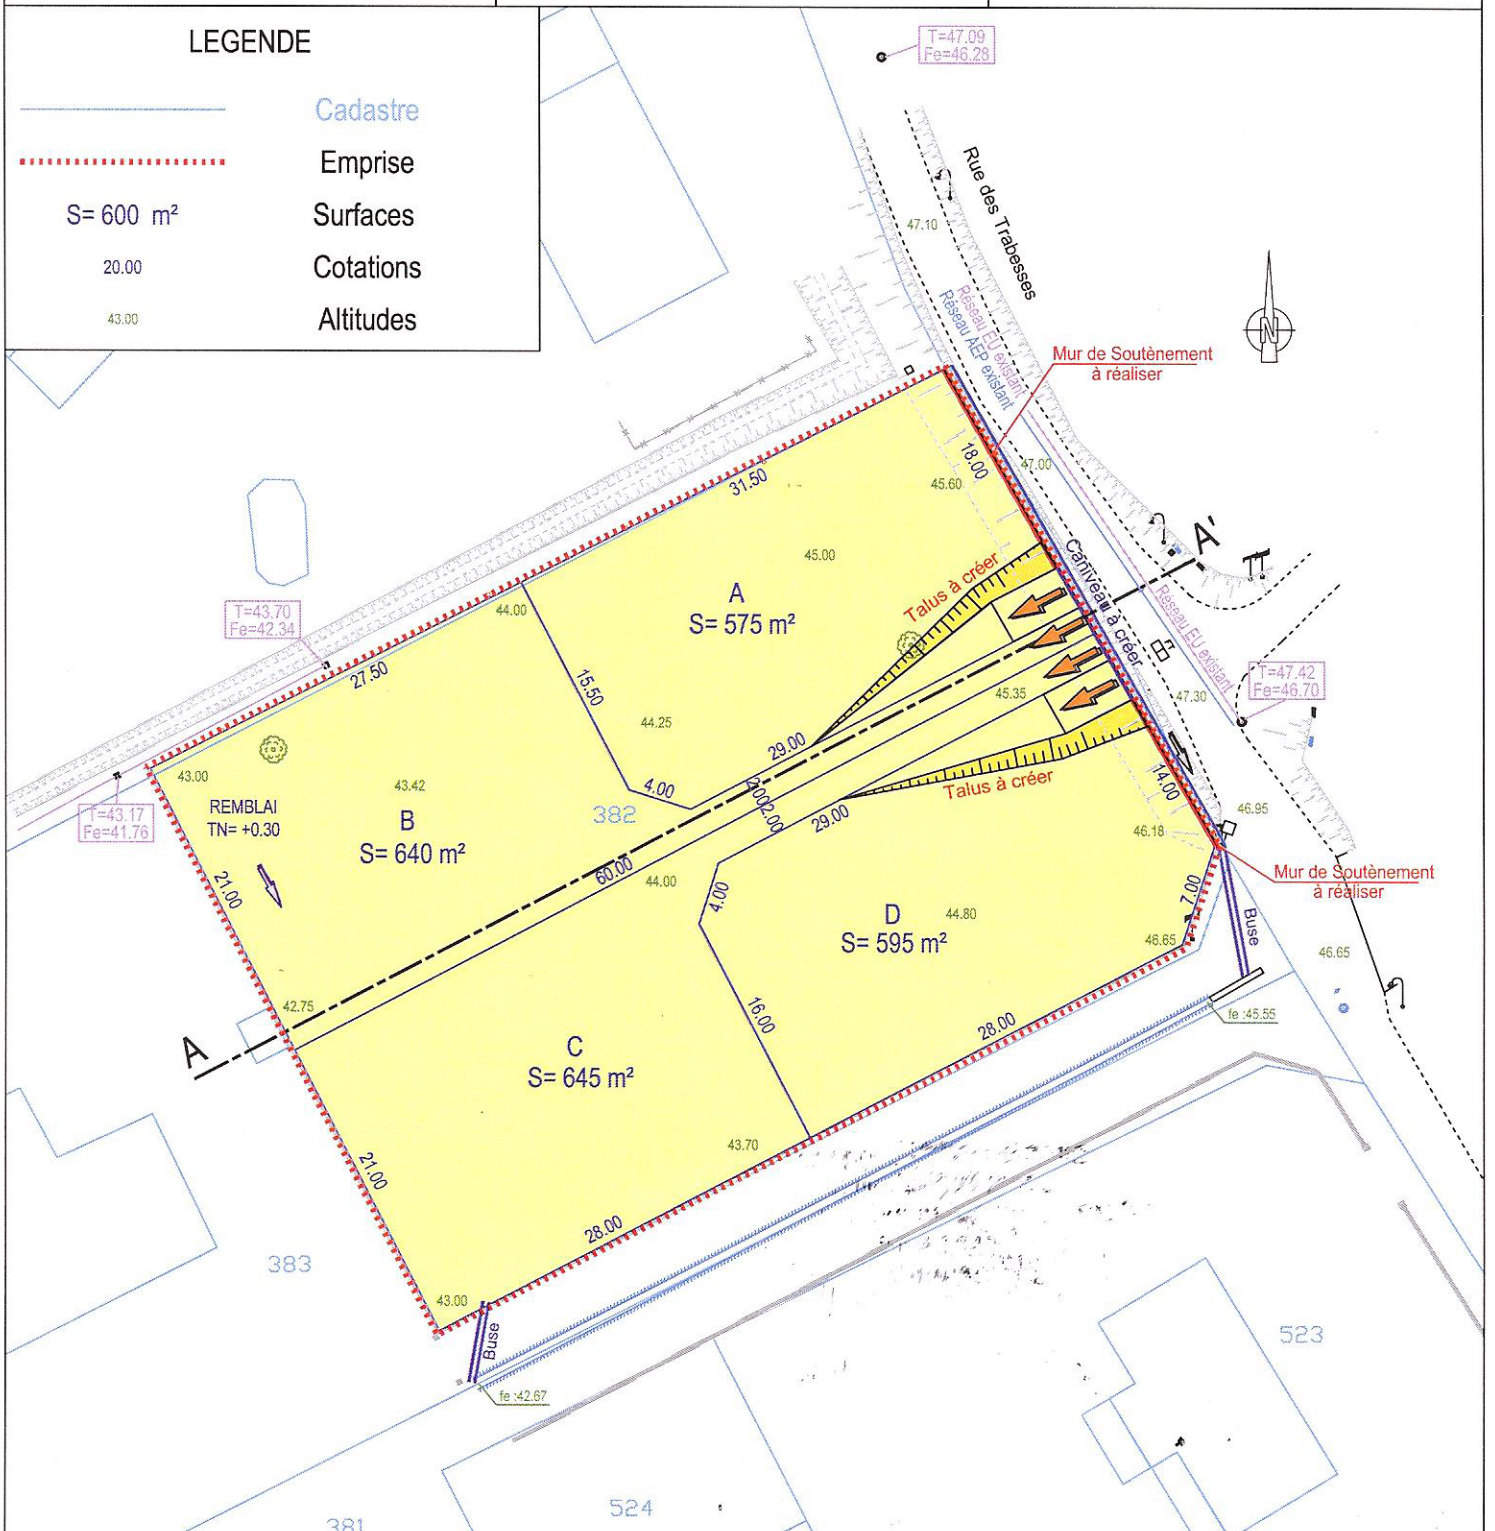 LEGENDE
Cadastre
Emprise
S= 600 m²
Surfaces
20.00
Cotations
43.00
Altitudes
T=47.09
Fe=46.28
Rue des Trabesses
47.10
Réseau EU existant
Réseau AEP existant
N
Mur de Soutènement
à réaliser
18.00
47.00
45.60
31.50
45.00
A'
Caniveau à créer
Talus à créer
A
S= 575 m²
44.00
T=43.70
Fe=42.34
27.50
15.50
Réseau EU existant
T=47.42
Fe=46.70
47.30
45.35
44.25
29.00
43.00
43.42
4.00
Talus à créer
14.00
T=43.17
Fe=41.76
REMBLAI
TN= +0.30
B
S= 640 m²
382
2.00
2.00
29.00
46.18
46.95
21.00
60.00
44.00
4.00
7.00
Mur de Soutènement
à réaliser
D
S= 595 m²
44.80
46.65
Buse
46.65
42.75
A
16.00
28.00
fe :45.55
C
S= 645 m²
43.70
21.00
28.00
383
43.00
Buse
fe :42.67
523
524
381